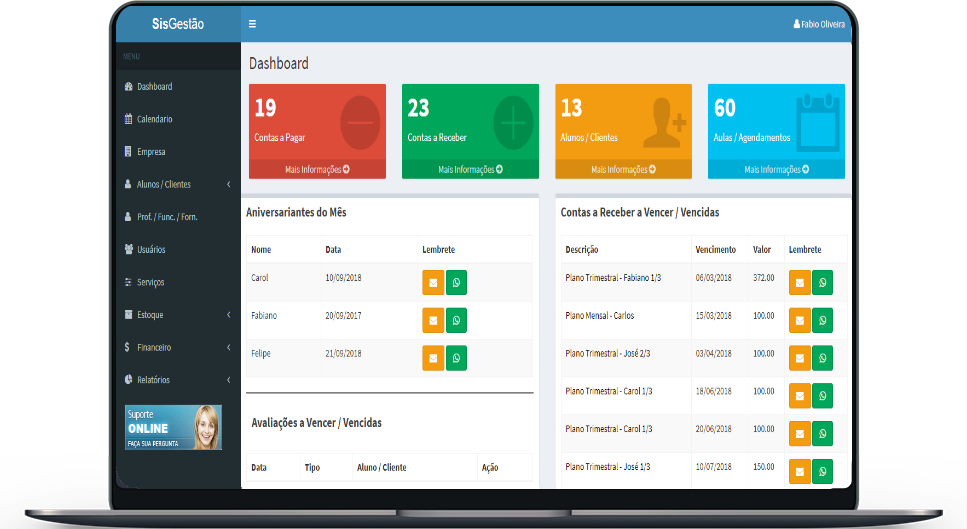 SisGestão
Fabio Oliveira
MENU
Dashboard
Calendario
Empresa
Alunos / Clientes
Prof. / Func. / Forn.
Usuários
Serviços
Estoque
Financeiro
Relatórios
Suporte
ONLINE
FAÇA SUA PERGUNTA
Dashboard
19
Contas a Pagar
Mais Informações
23
Contas a Receber
Mais Informações
13
Alunos / Clientes
Mais Informações
60
Aulas / Agendamentos
Mais Informações
Aniversariantes do Mês
Nome Data Lembrete
Carol 10/09/2018
Fabiano 20/09/2017
Felipe 21/09/2018
Avaliações a Vencer / Vencidas
Data Tipo Aluno / Cliente Ação
Contas a Receber a Vencer / Vencidas
Descrição Vencimento Valor Lembrete
Plano Trimestral - Fabiano 1/3 06/03/2018 372.00
Plano Mensal - Carlos 15/03/2018 100.00
Plano Trimestral - José 2/3 03/04/2018 100.00
Plano Trimestral - Carol 1/3 18/06/2018 100.00
Plano Trimestral - Carol 1/3 20/06/2018 100.00
Plano Trimestral - José 1/3 10/07/2018 150.00